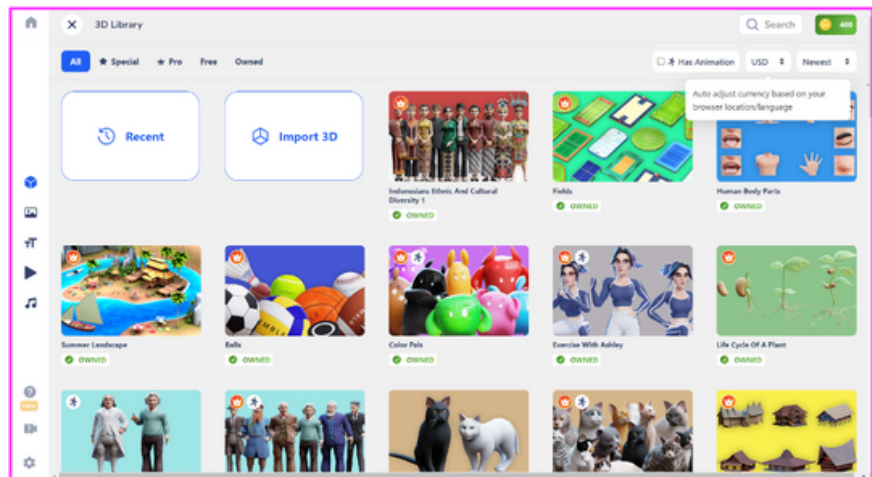 3D Library
Search
400
All
Special
Pro
Free
Owned
Has Animation
USD
Newest
Auto adjust currency based on your
browser location/language
Recent
Import 3D
Indonesians Ethnic And Cultural
Diversity 1
OWNED
Fields
OWNED
Human Body Parts
OWNED
Summer Landscape
OWNED
Balls
OWNED
Color Pals
OWNED
Exercise With Ashley
OWNED
Life Cycle Of A Plant
OWNED